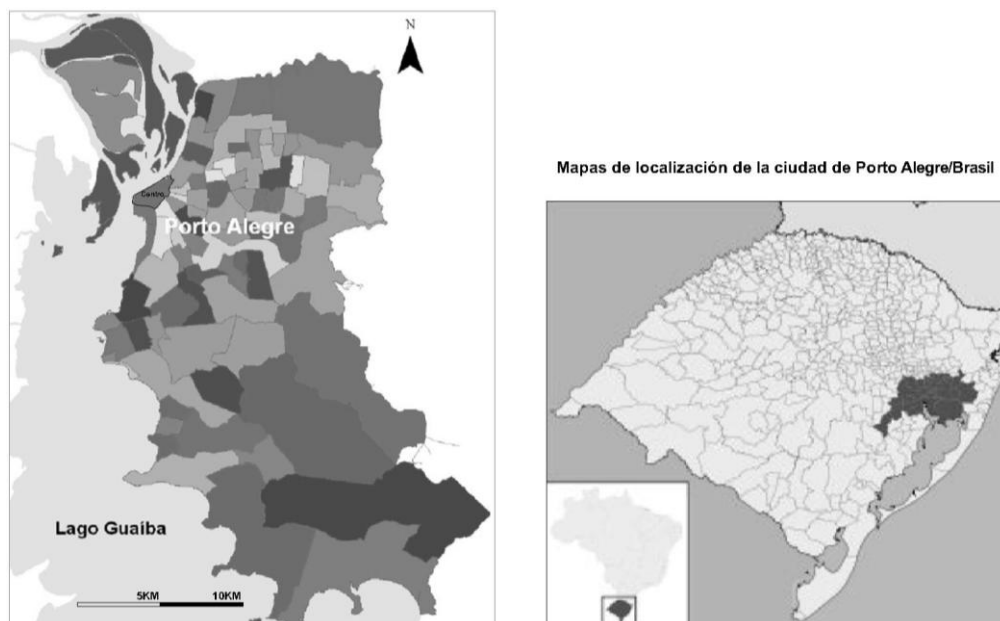 N
Centro
Porto Alegre
Lago Guaíba
5KM 10KM
Mapas de localización de la ciudad de Porto Alegre/Brasil